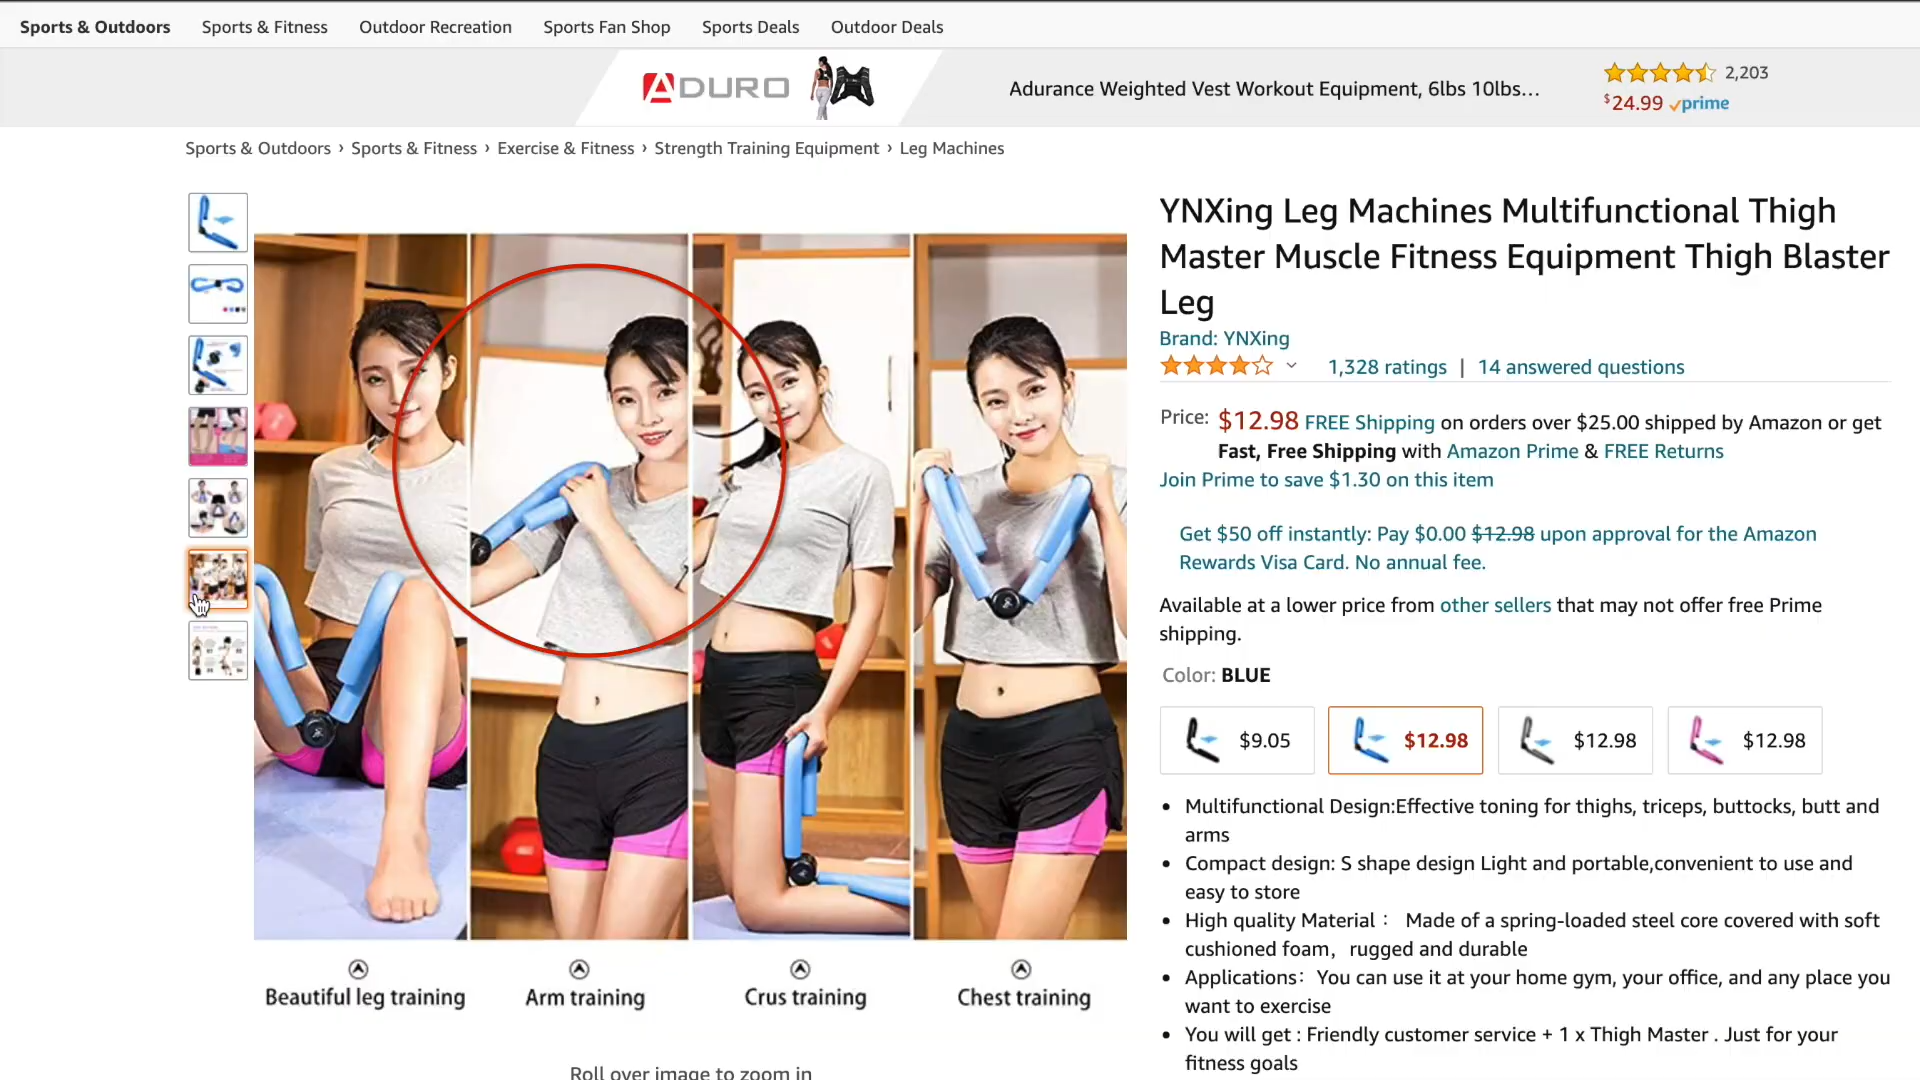 Sports & Outdoors Sports & Fitness Outdoor Recreation Sports Fan Shop Sports Deals Outdoor Deals
ADURO
Adurance Weighted Vest Workout Equipment, 6lbs 10lbs...
2,203
$24.99 prime
Sports & Outdoors › Sports & Fitness › Exercise & Fitness › Strength Training Equipment › Leg Machines
Beautiful leg training
Arm training
Crus training
Chest training
Roll over image to zoom in
YNXing Leg Machines Multifunctional Thigh
Master Muscle Fitness Equipment Thigh Blaster
Leg
Brand: YNXing
1,328 ratings | 14 answered questions
Price: $12.98 FREE Shipping on orders over $25.00 shipped by Amazon or get
Fast, Free Shipping with Amazon Prime & FREE Returns
Join Prime to save $1.30 on this item
Get $50 off instantly: Pay $0.00 $12.98 upon approval for the Amazon
Rewards Visa Card. No annual fee.
Available at a lower price from other sellers that may not offer free Prime
shipping.
Color: BLUE
$9.05 $12.98 $12.98 $12.98
• Multifunctional Design:Effective toning for thighs, triceps, buttocks, butt and
arms
• Compact design: S shape design Light and portable,convenient to use and
easy to store
• High quality Material： Made of a spring-loaded steel core covered with soft
cushioned foam，rugged and durable
• Applications：You can use it at your home gym, your office, and any place you
want to exercise
• You will get : Friendly customer service + 1 x Thigh Master . Just for your
fitness goals